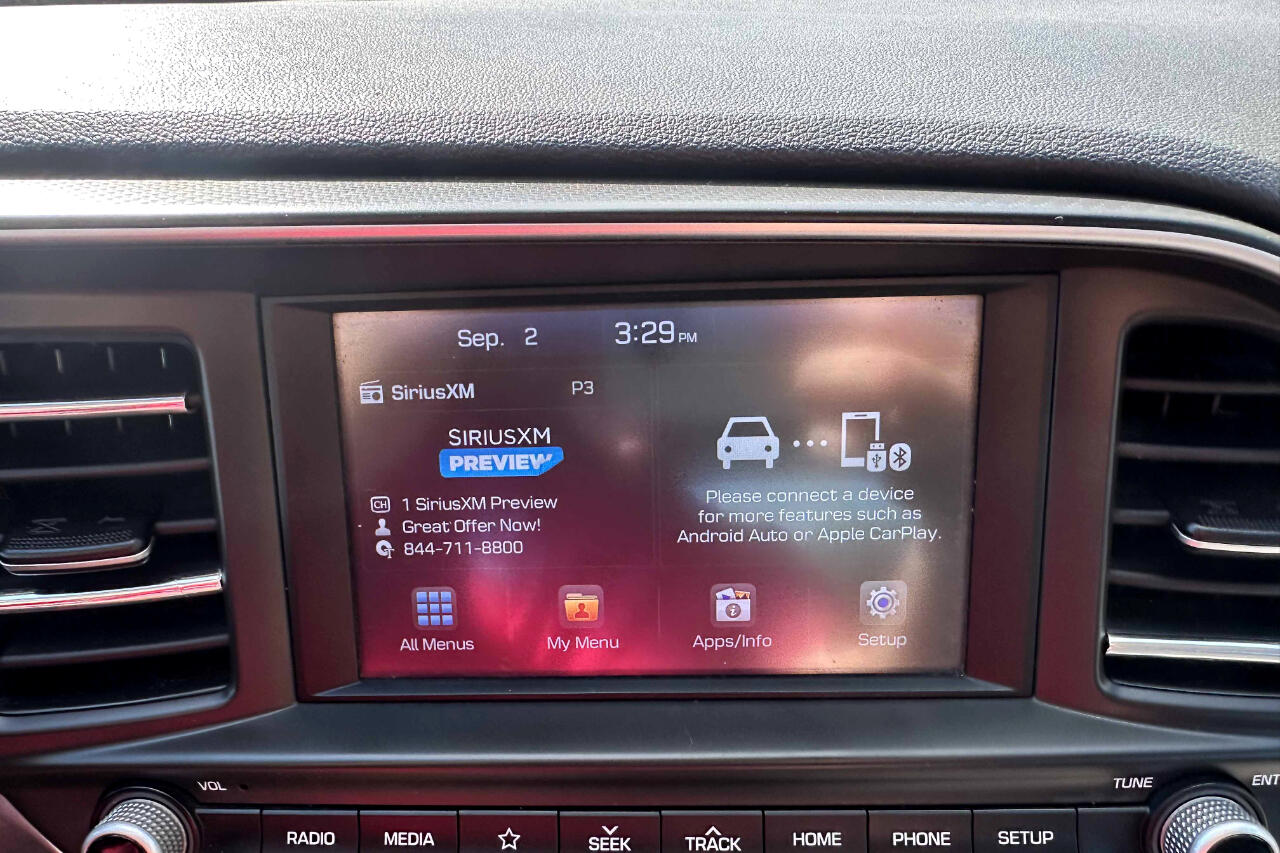 Sep. 2 3:29 PM
SiriusXM P3
SIRIUSXM
PREVIEW
CH 1 SiriusXM Preview
Great Offer Now!
844-711-8800
Please connect a device
for more features such as
Android Auto or Apple CarPlay.
All Menus My Menu Apps/Info Setup
VOL TUNE ENT
RADIO MEDIA SEEK TRACK HOME PHONE SETUP